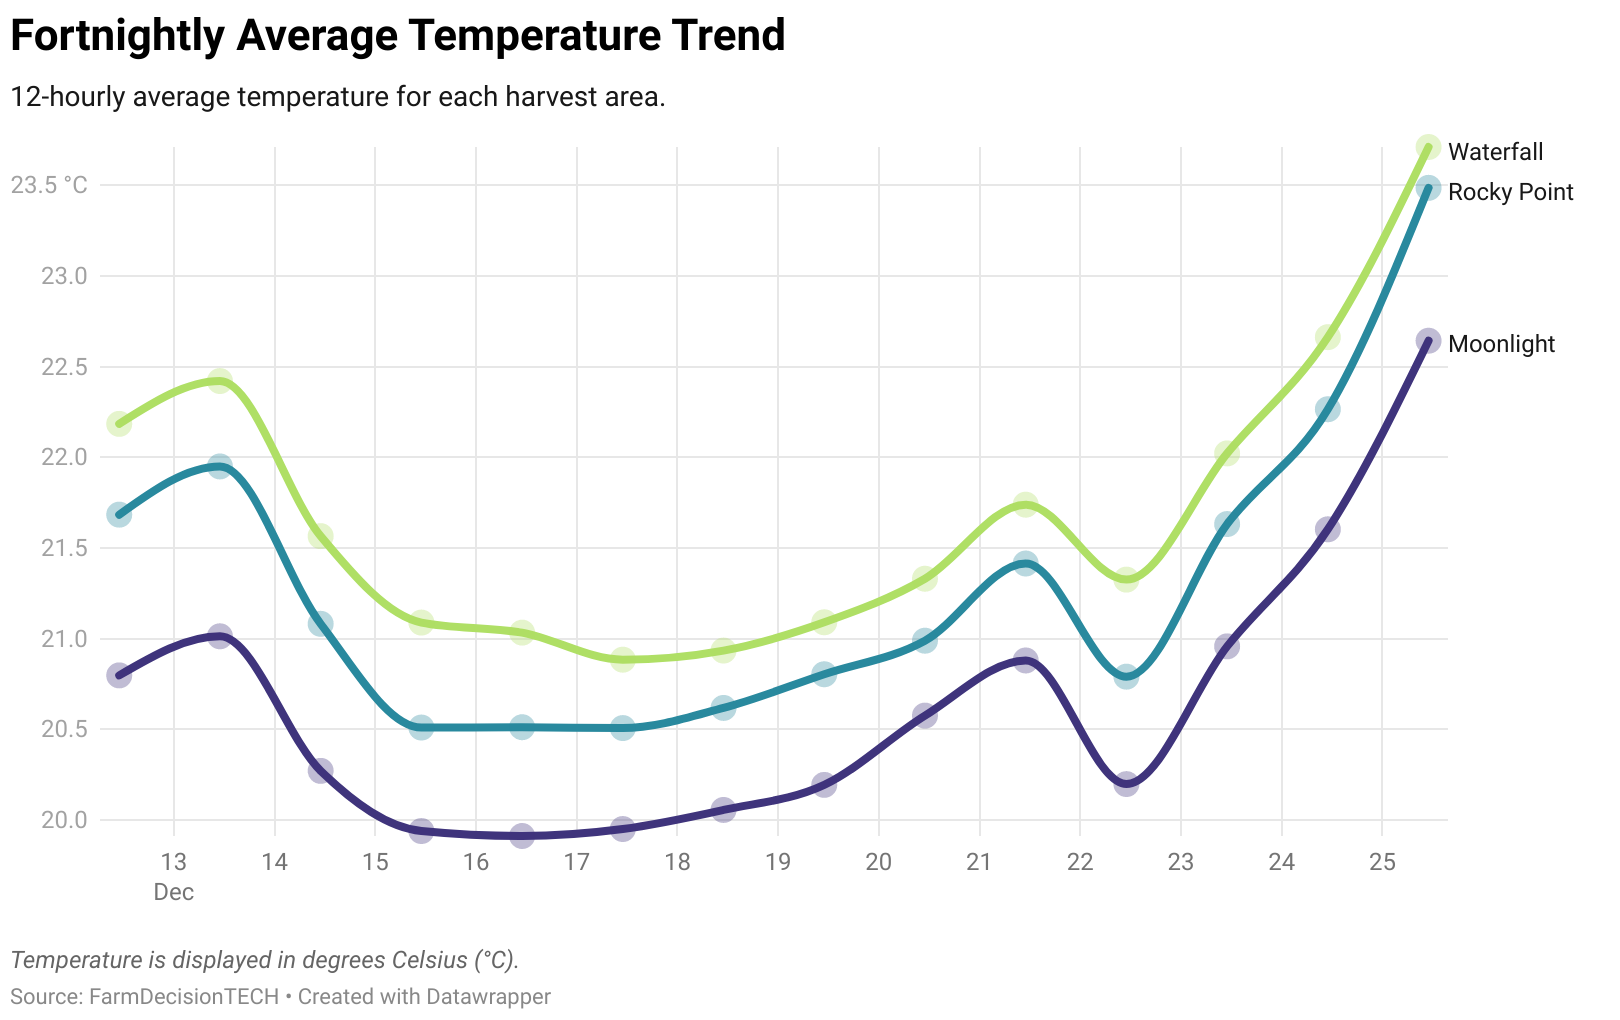 Fortnightly Average Temperature Trend
12-hourly average temperature for each harvest area.
Waterfall
23.5 °C
Rocky Point
23.0
22.5
Moonlight
22.0
21.5
21.0
20.5
20.0
13 14 15 16 17 18 19 20 21 22 23 24 25
Dec
Temperature is displayed in degrees Celsius (°C).
Source: FarmDecisionTECH • Created with Datawrapper